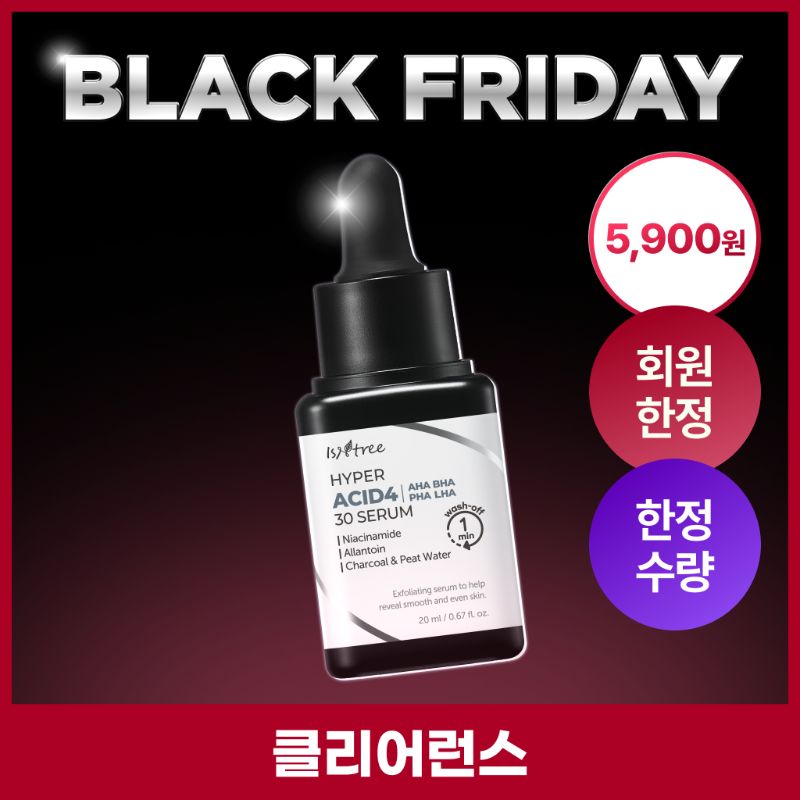 BLACK FRIDAY
5,900원
회원
한정
한정
수량
Isntree
HYPER
ACID4 | AHA BHA
PHA LHA
30 SERUM
Niacinamide
Allantoin
Charcoal & Peat Water
wash-off
1
min
Exfoliating serum to help
reveal smooth and even skin.
20 ml / 0.67 fl. oz.
클리어런스